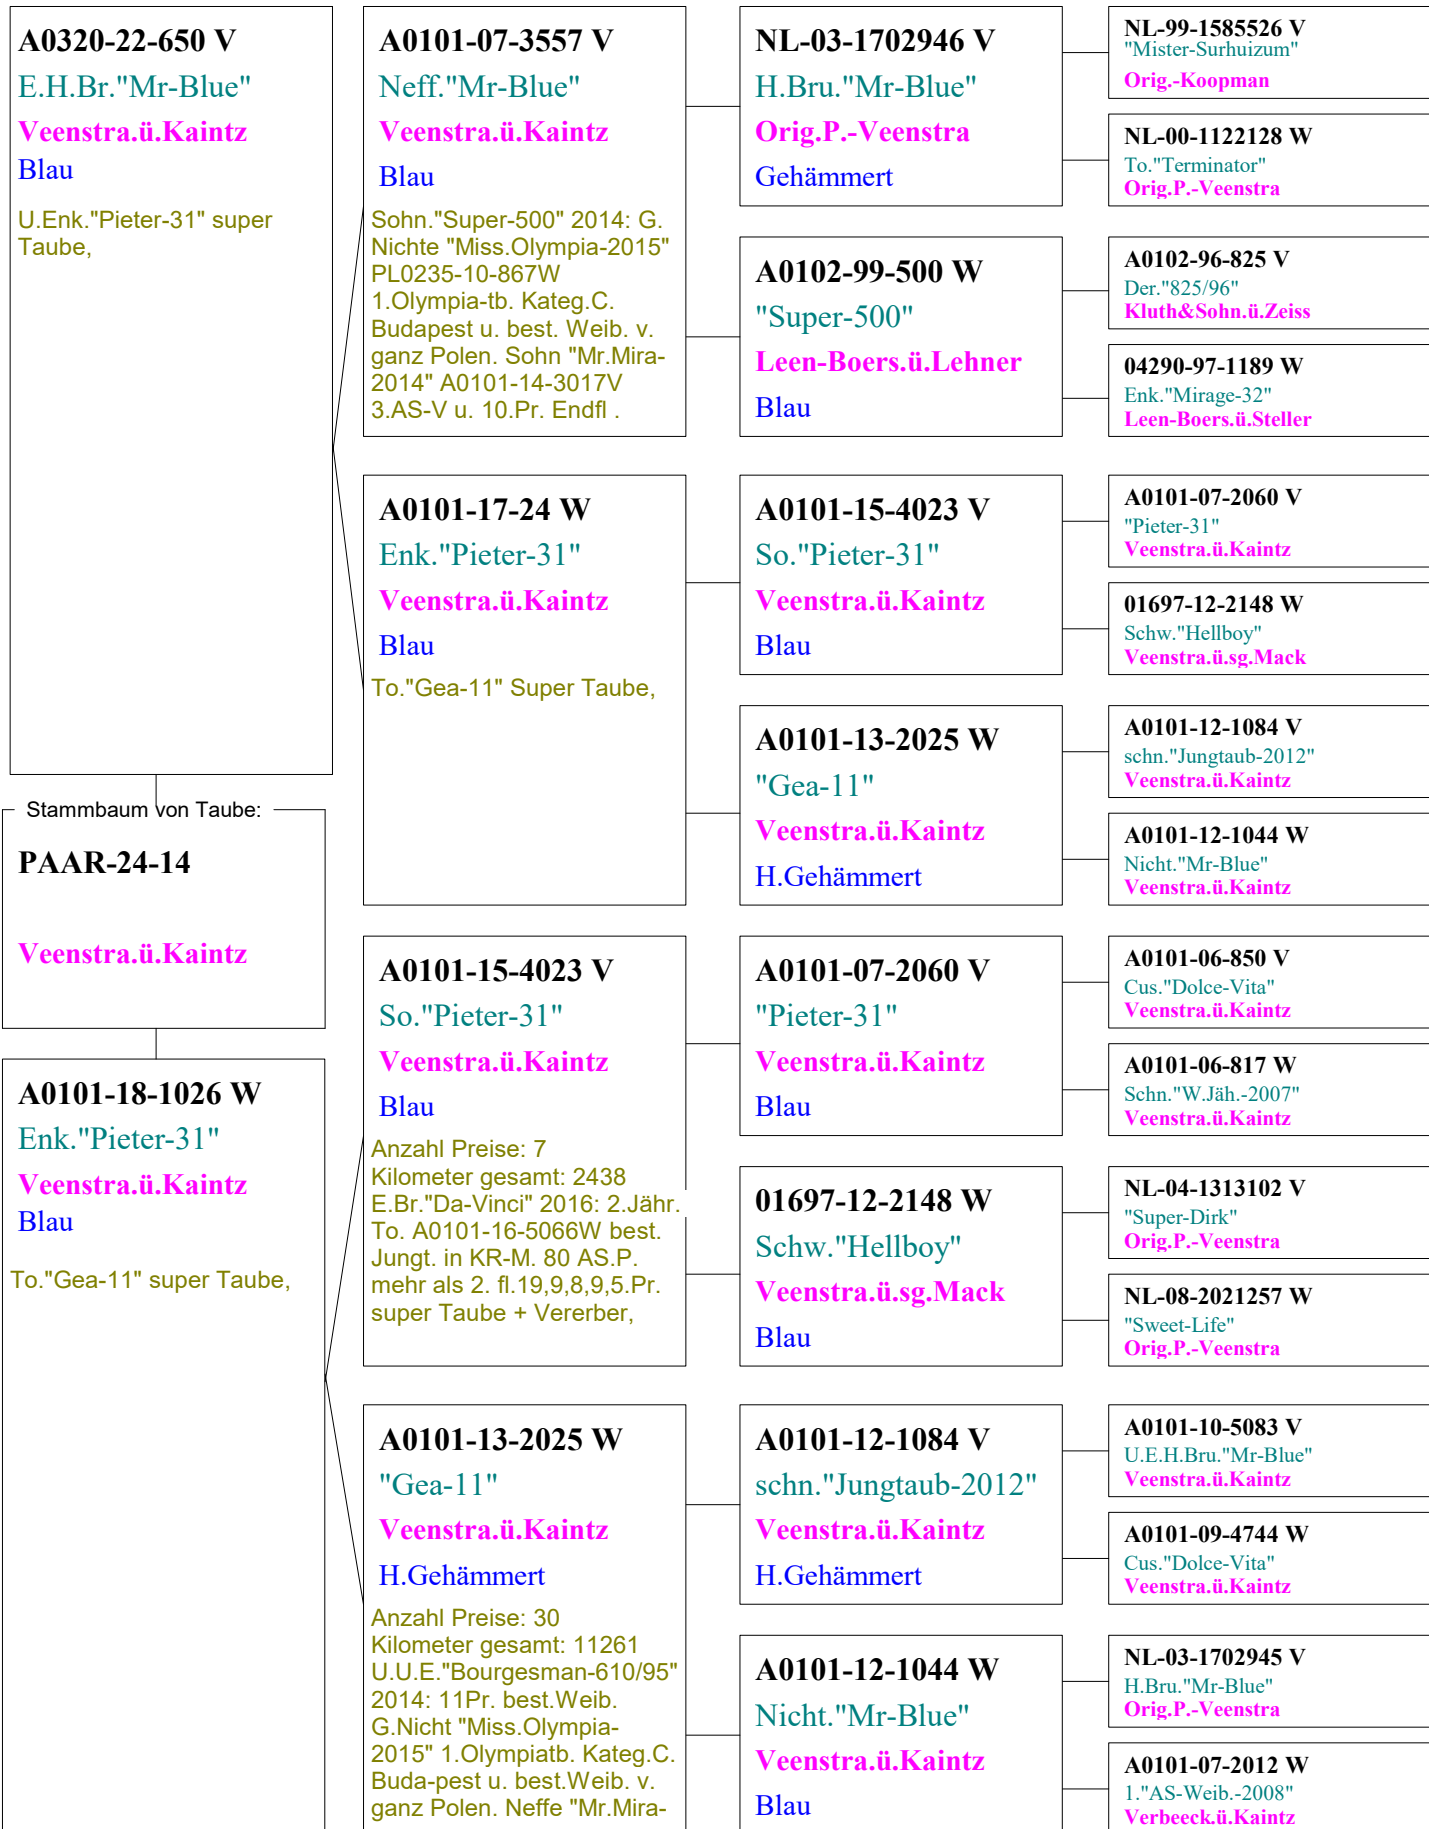 A0320-22-650 V
E.H.Br."Mr-Blue"
Veenstra.ü.Kaintz
Blau
U.Enk."Pieter-31" super
Taube,
Stammbaum von Taube:
PAAR-24-14
Veenstra.ü.Kaintz
A0101-18-1026 W
Enk."Pieter-31"
Veenstra.ü.Kaintz
Blau
To."Gea-11" super Taube,
A0101-07-3557 V
Neff."Mr-Blue"
Veenstra.ü.Kaintz
Blau
Sohn."Super-500" 2014: G.
Nichte "Miss.Olympia-2015"
PL0235-10-867W
1.Olympia-tb. Kateg.C.
Budapest u. best. Weib. v.
ganz Polen. Sohn "Mr.Mira-
2014" A0101-14-3017V
3.AS-V u. 10.Pr. Endfl .
A0101-17-24 W
Enk."Pieter-31"
Veenstra.ü.Kaintz
Blau
To."Gea-11" Super Taube,
A0101-15-4023 V
So."Pieter-31"
Veenstra.ü.Kaintz
Blau
Anzahl Preise: 7
Kilometer gesamt: 2438
E.Br."Da-Vinci" 2016: 2.Jähr.
To. A0101-16-5066W best.
Jungt. in KR-M. 80 AS.P.
mehr als 2. fl.19,9,8,9,5.Pr.
super Taube + Vererber,
A0101-13-2025 W
"Gea-11"
Veenstra.ü.Kaintz
H.Gehämmert
Anzahl Preise: 30
Kilometer gesamt: 11261
U.U.E."Bourgesman-610/95"
2014: 11Pr. best.Weib.
G.Nicht "Miss.Olympia-
2015" 1.Olympiatb. Kateg.C.
Buda-pest u. best.Weib. v.
ganz Polen. Neffe "Mr.Mira-
NL-03-1702946 V
H.Bru."Mr-Blue"
Orig.P.-Veenstra
Gehämmert
A0102-99-500 W
"Super-500"
Leen-Boers.ü.Lehner
Blau
A0101-15-4023 V
So."Pieter-31"
Veenstra.ü.Kaintz
Blau
A0101-13-2025 W
"Gea-11"
Veenstra.ü.Kaintz
H.Gehämmert
A0101-07-2060 V
"Pieter-31"
Veenstra.ü.Kaintz
Blau
01697-12-2148 W
Schw."Hellboy"
Veenstra.ü.sg.Mack
Blau
A0101-12-1084 V
schn."Jungtaub-2012"
Veenstra.ü.Kaintz
H.Gehämmert
A0101-12-1044 W
Nicht."Mr-Blue"
Veenstra.ü.Kaintz
Blau
NL-99-1585526 V
"Mister-Surhuizum"
Orig.-Koopman
NL-00-1122128 W
To."Terminator"
Orig.P.-Veenstra
A0102-96-825 V
Der."825/96"
Kluth&Sohn.ü.Zeiss
04290-97-1189 W
Enk."Mirage-32"
Leen-Boers.ü.Steller
A0101-07-2060 V
"Pieter-31"
Veenstra.ü.Kaintz
01697-12-2148 W
Schw."Hellboy"
Veenstra.ü.sg.Mack
A0101-12-1084 V
schn."Jungtaub-2012"
Veenstra.ü.Kaintz
A0101-12-1044 W
Nicht."Mr-Blue"
Veenstra.ü.Kaintz
A0101-06-850 V
Cus."Dolce-Vita"
Veenstra.ü.Kaintz
A0101-06-817 W
Schn."W.Jäh.-2007"
Veenstra.ü.Kaintz
NL-04-1313102 V
"Super-Dirk"
Orig.P.-Veenstra
NL-08-2021257 W
"Sweet-Life"
Orig.P.-Veenstra
A0101-10-5083 V
U.E.H.Bru."Mr-Blue"
Veenstra.ü.Kaintz
A0101-09-4744 W
Cus."Dolce-Vita"
Veenstra.ü.Kaintz
NL-03-1702945 V
H.Bru."Mr-Blue"
Orig.P.-Veenstra
A0101-07-2012 W
1."AS-Weib.-2008"
Verbeeck.ü.Kaintz